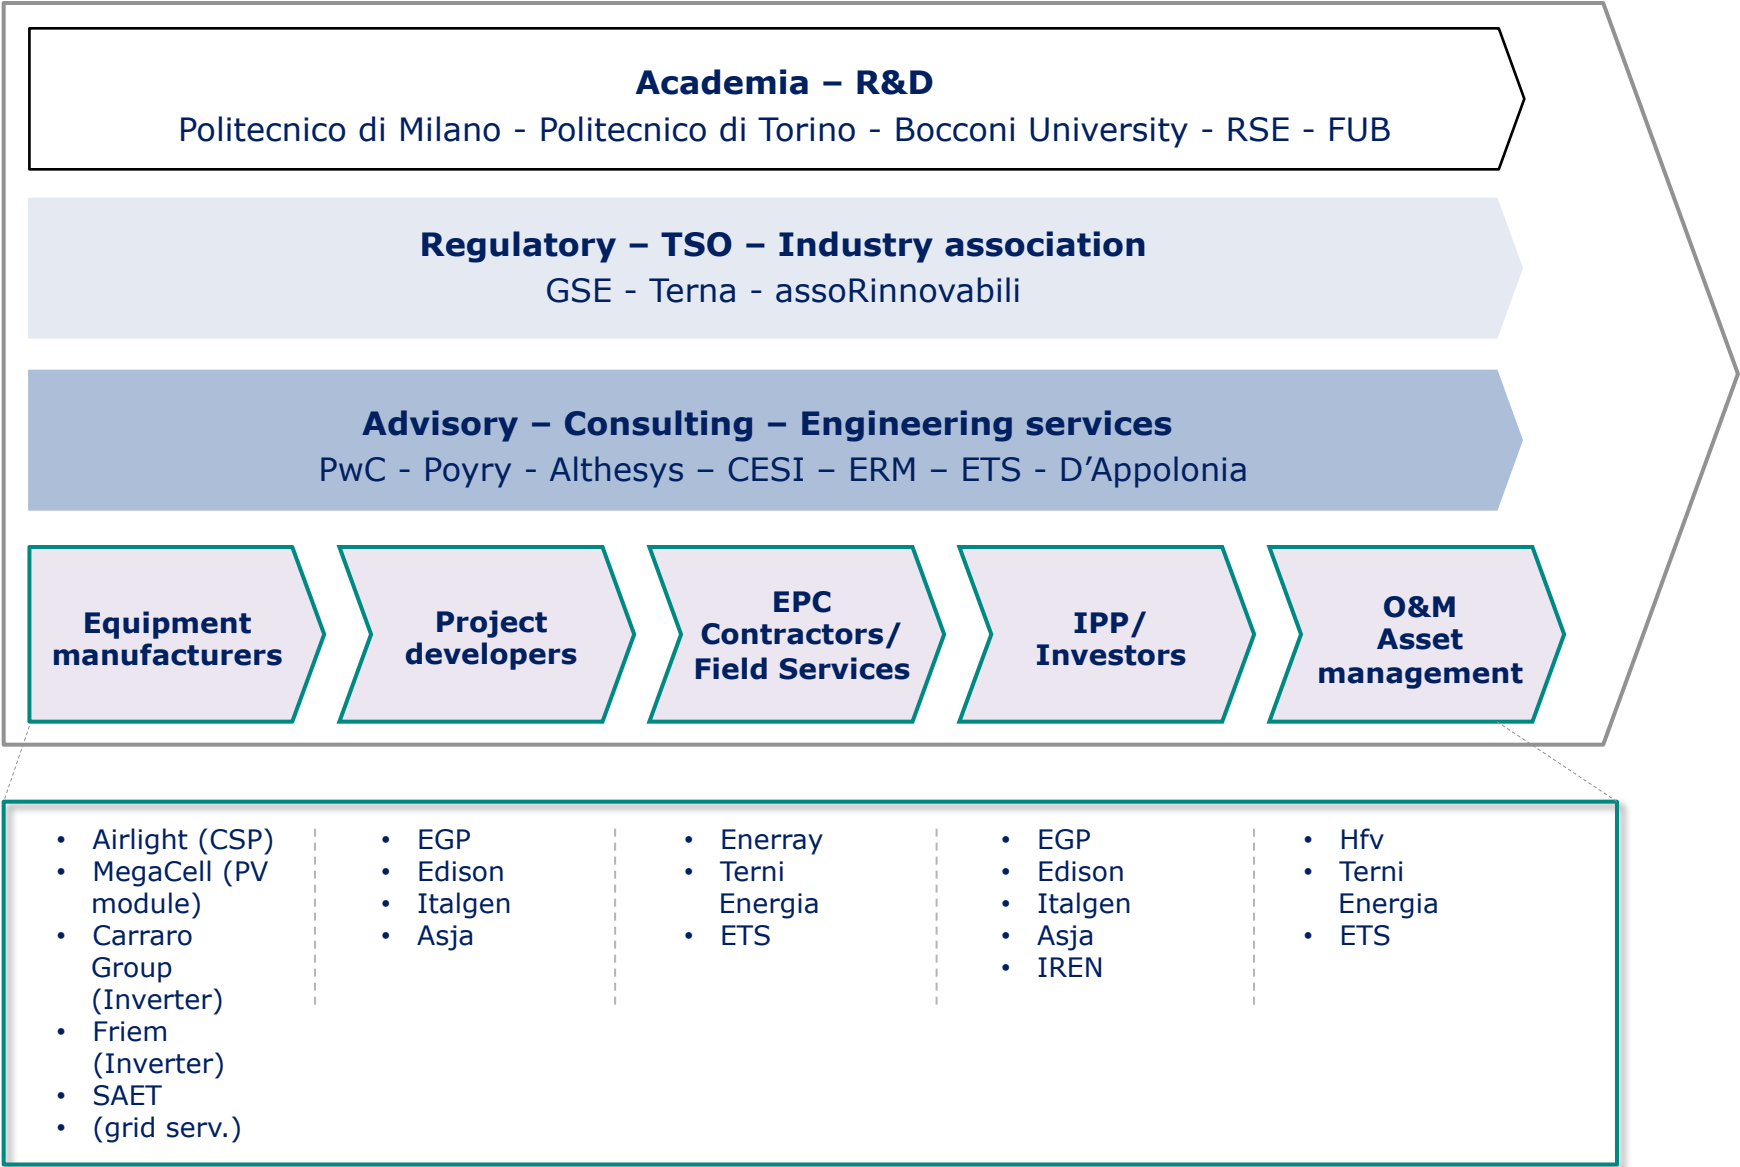 Academia – R&D
Politecnico di Milano - Politecnico di Torino - Bocconi University - RSE - FUB
Regulatory – TSO – Industry association
GSE - Terna - assoRinnovabili
Advisory – Consulting – Engineering services
PwC - Poyry - Althesys – CESI – ERM – ETS - D’Appolonia
Equipment
manufacturers
Project
developers
EPC
Contractors/
Field Services
IPP/
Investors
O&M
Asset
management
• Airlight (CSP)
• MegaCell (PV
module)
• Carraro
Group
(Inverter)
• Friem
(Inverter)
• SAET
• (grid serv.)
• EGP
• Edison
• Italgen
• Asja
• Enerray
• Terni
Energia
• ETS
• EGP
• Edison
• Italgen
• Asja
• IREN
• Hfv
• Terni
Energia
• ETS